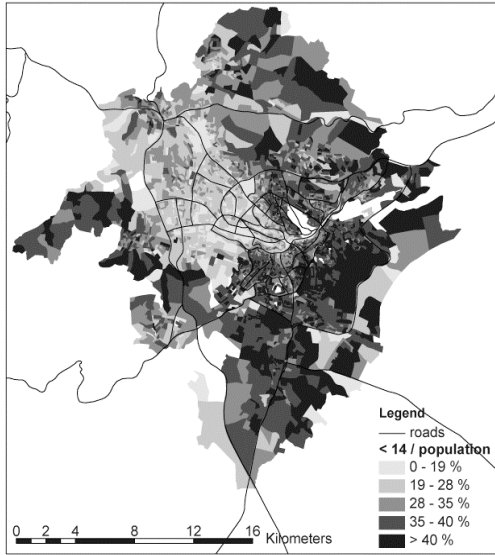 Legend
roads
< 14 / population
0 - 19 %
19 - 28 %
28 - 35 %
35 - 40 %
> 40 %
0 2 4 8 12 16 Kilometers